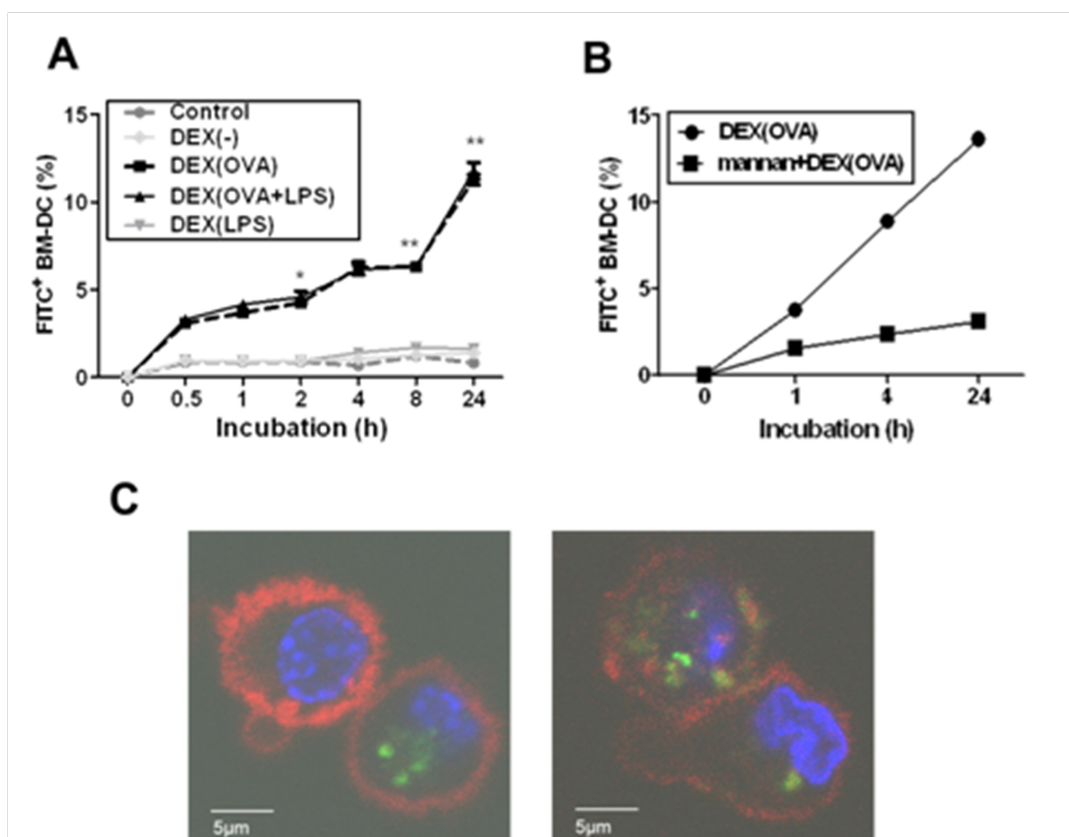 A
15
10
5
0
FITC+ BM-DC (%)
Control
DEX(-)
DEX(OVA)
DEX(OVA+LPS)
DEX(LPS)
*
**
**
0 0.5 1 2 4 8 24
Incubation (h)
B
15
10
5
0
FITC+ BM-DC (%)
DEX(OVA)
mannan+DEX(OVA)
0 1 4 24
Incubation (h)
C
5μm
5μm